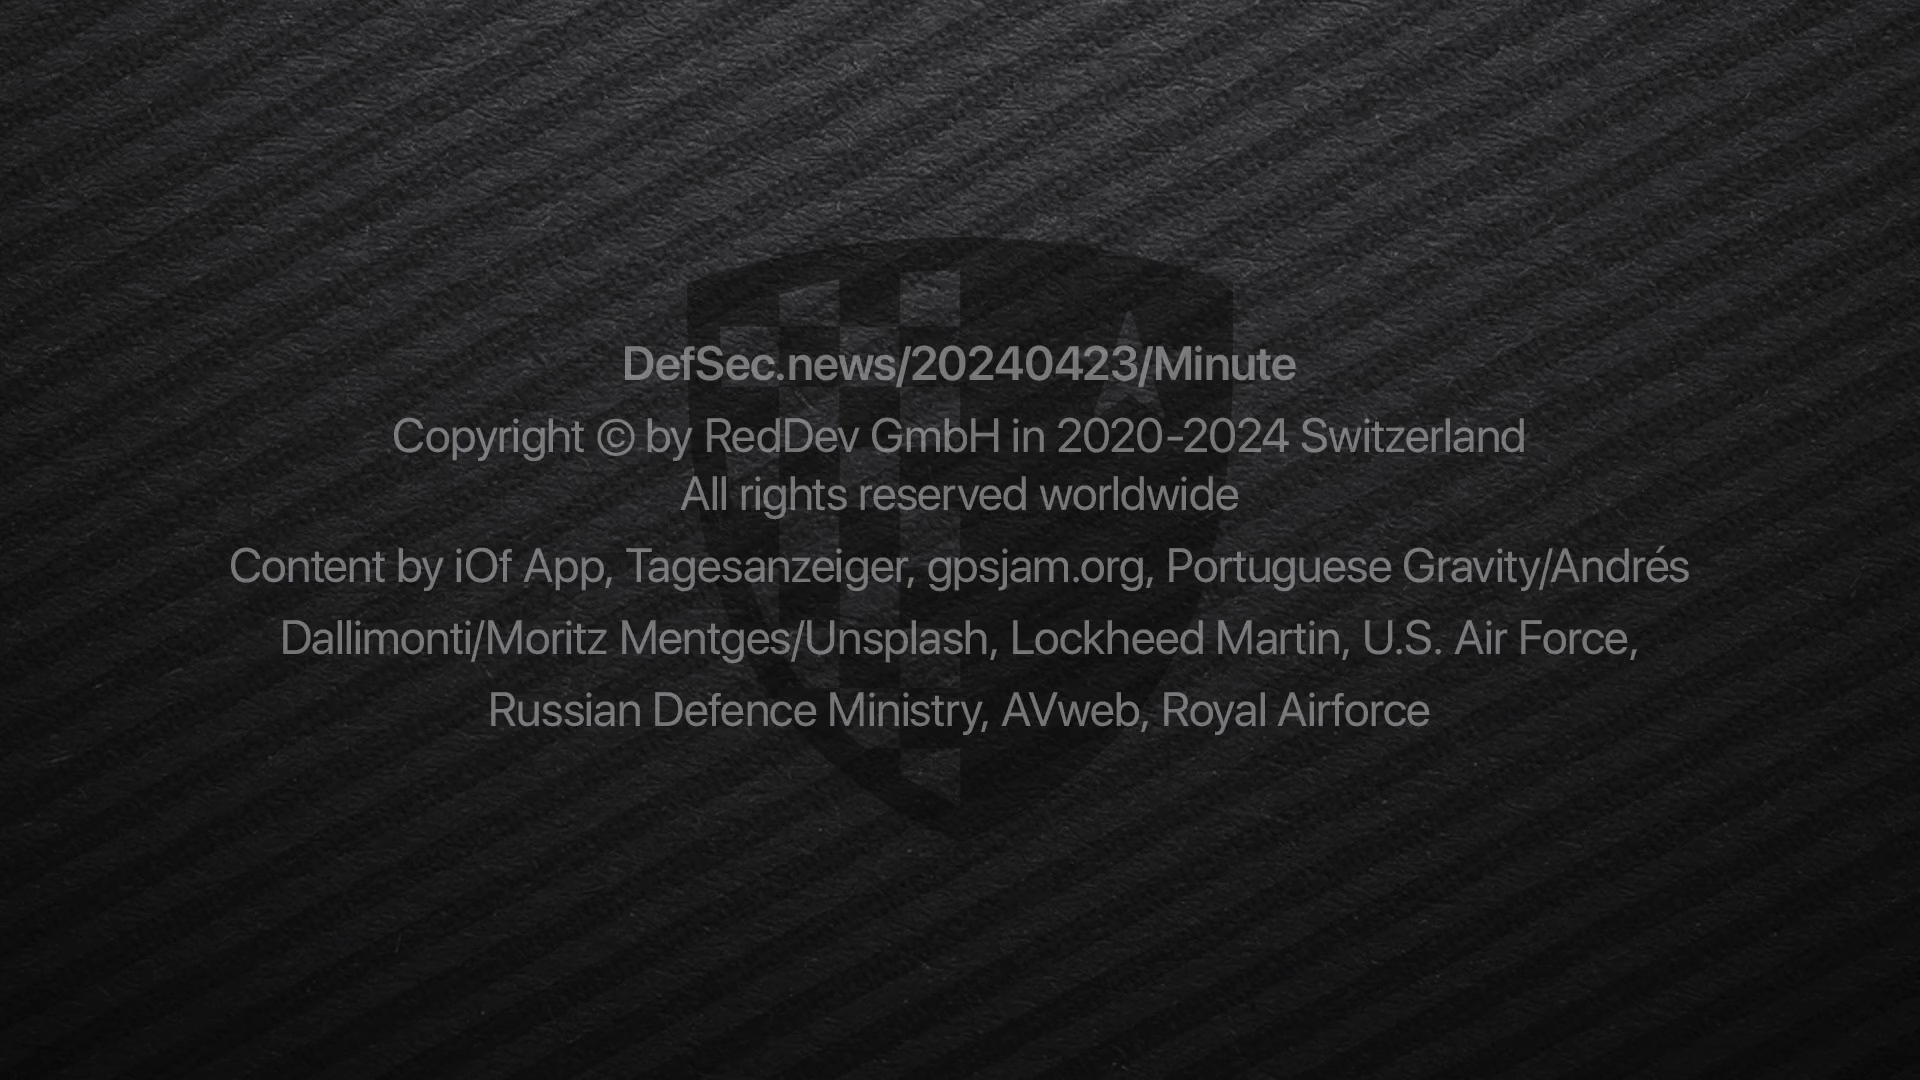 DefSec.news/20240423/Minute
Copyright © by RedDev GmbH in 2020-2024 Switzerland
All rights reserved worldwide
Content by iOf App, Tagesanzeiger, gpsjam.org, Portuguese Gravity/Andrés
Dallimonti/Moritz Mentges/Unsplash, Lockheed Martin, U.S. Air Force,
Russian Defence Ministry, AVweb, Royal Airforce